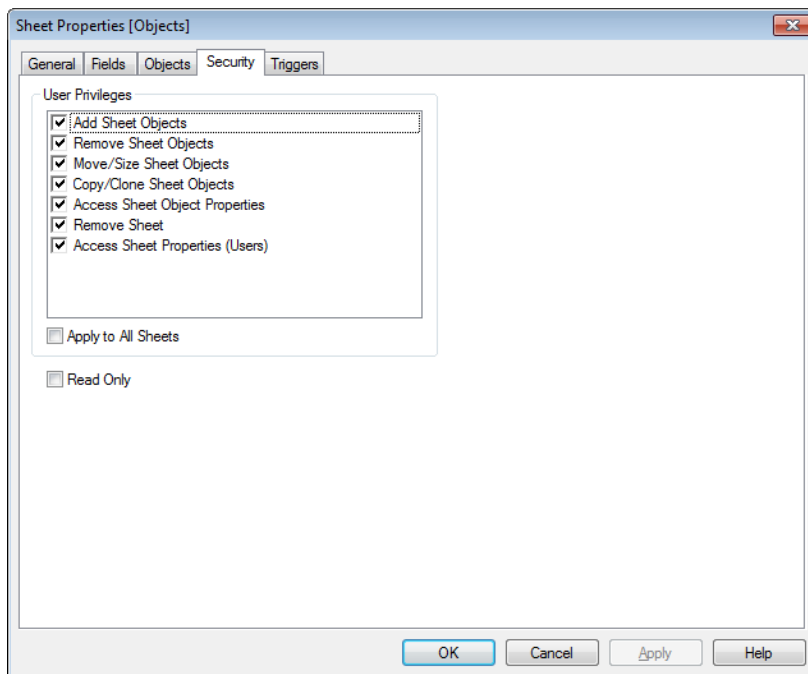 Sheet Properties [Objects]
General Fields Objects Security Triggers
User Privileges
Add Sheet Objects
Remove Sheet Objects
Move/Size Sheet Objects
Copy/Clone Sheet Objects
Access Sheet Object Properties
Remove Sheet
Access Sheet Properties (Users)
Apply to All Sheets
Read Only
OK Cancel Apply Help